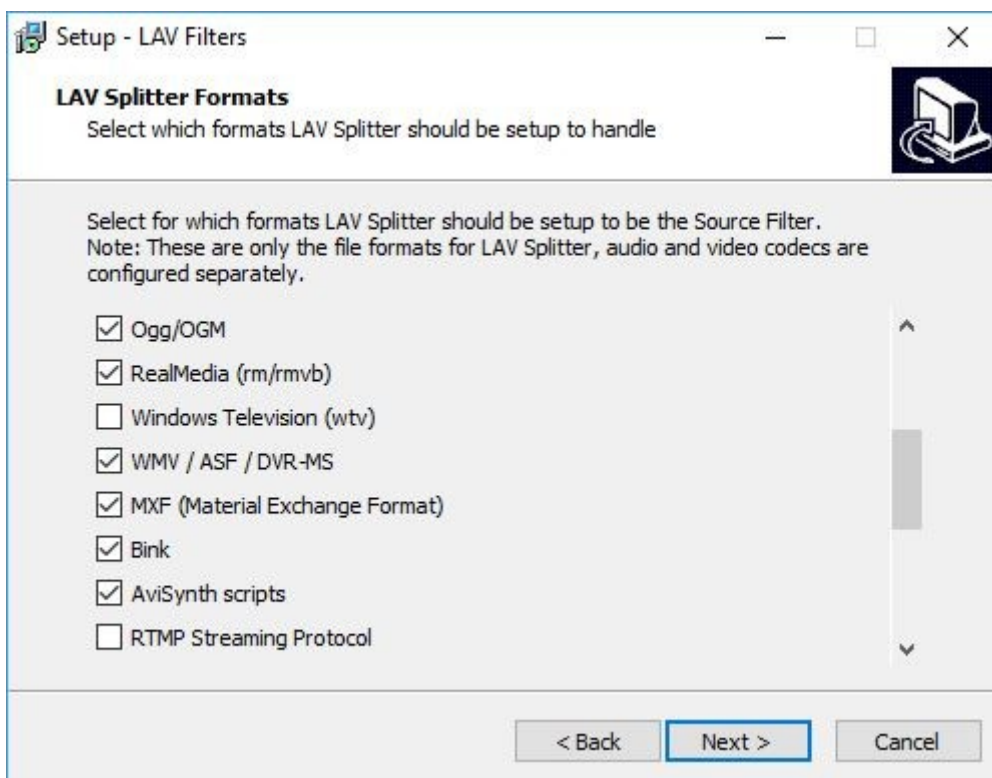 Setup - LAV Filters
LAV Splitter Formats
Select which formats LAV Splitter should be setup to handle
Select for which formats LAV Splitter should be setup to be the Source Filter.
Note: These are only the file formats for LAV Splitter, audio and video codecs are
configured separately.
Ogg/OGM
RealMedia (rm/rmvb)
Windows Television (wtv)
WMV / ASF / DVR-MS
MXF (Material Exchange Format)
Bink
AviSynth scripts
RTMP Streaming Protocol
< Back
Next >
Cancel